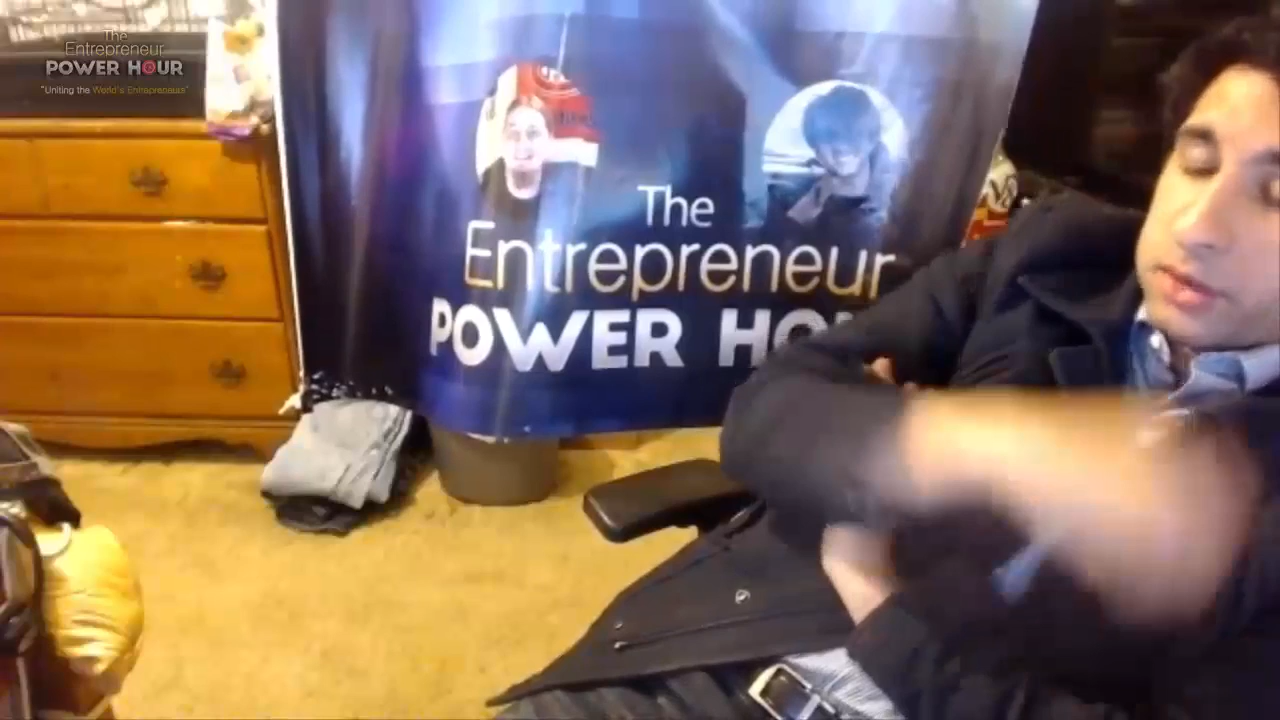 The
Entrepreneur
POWER HOUR
"Uniting the World's Entrepreneurs"
The
Entrepreneur
POWER HO